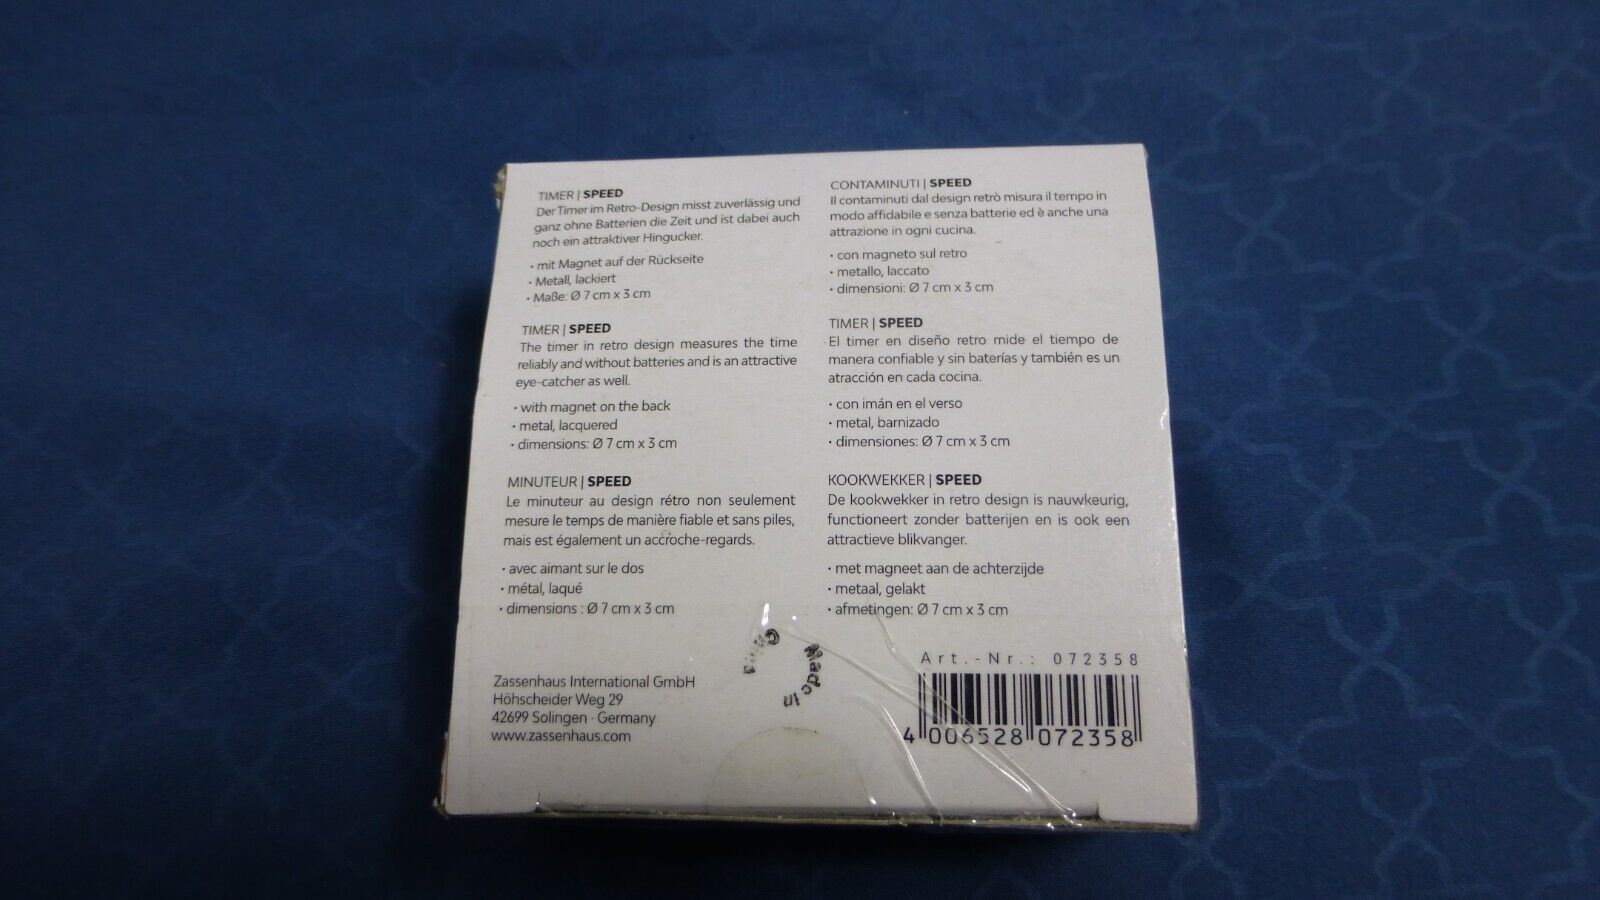 TIMER | SPEED
Der Timer im Retro-Design misst zuverlässig und
ganz ohne Batterien die Zeit und ist dabei auch
noch ein attraktiver Hingucker.
• mit Magnet auf der Rückseite
• Metall, lackiert
• Maße: Ø 7 cm x 3 cm
TIMER | SPEED
The timer in retro design measures the time
reliably and without batteries and is an attractive
eye-catcher as well.
• with magnet on the back
• metal, lacquered
• dimensions: Ø 7 cm x 3 cm
MINUTEUR | SPEED
Le minuteur au design rétro non seulement
mesure le temps de manière fiable et sans piles,
mais est également un accroche-regards.
• avec aimant sur le dos
• métal, laqué
• dimensions : Ø 7 cm x 3 cm
CONTAMINUTI | SPEED
Il contaminuti dal design retrò misura il tempo in
modo affidabile e senza batterie ed è anche una
attrazione in ogni cucina.
• con magneto sul retro
• metallo, laccato
• dimensioni: Ø 7 cm x 3 cm
TIMER | SPEED
El timer en diseño retro mide el tiempo de
manera confiable y sin baterías y también es un
atracción en cada cocina.
• con imán en el verso
• metal, barnizado
• dimensiones: Ø 7 cm x 3 cm
KOOKWEKKER | SPEED
De kookwekker in retro design is nauwkeurig,
functioneert zonder batterijen en is ook een
attractieve blikvanger.
• met magneet aan de achterzijde
• metaal, gelakt
• afmetingen: Ø 7 cm x 3 cm
Zassenhaus International GmbH
Höhscheider Weg 29
42699 Solingen · Germany
www.zassenhaus.com
Made in China
Art.-Nr.: 072358
4 006528 072358